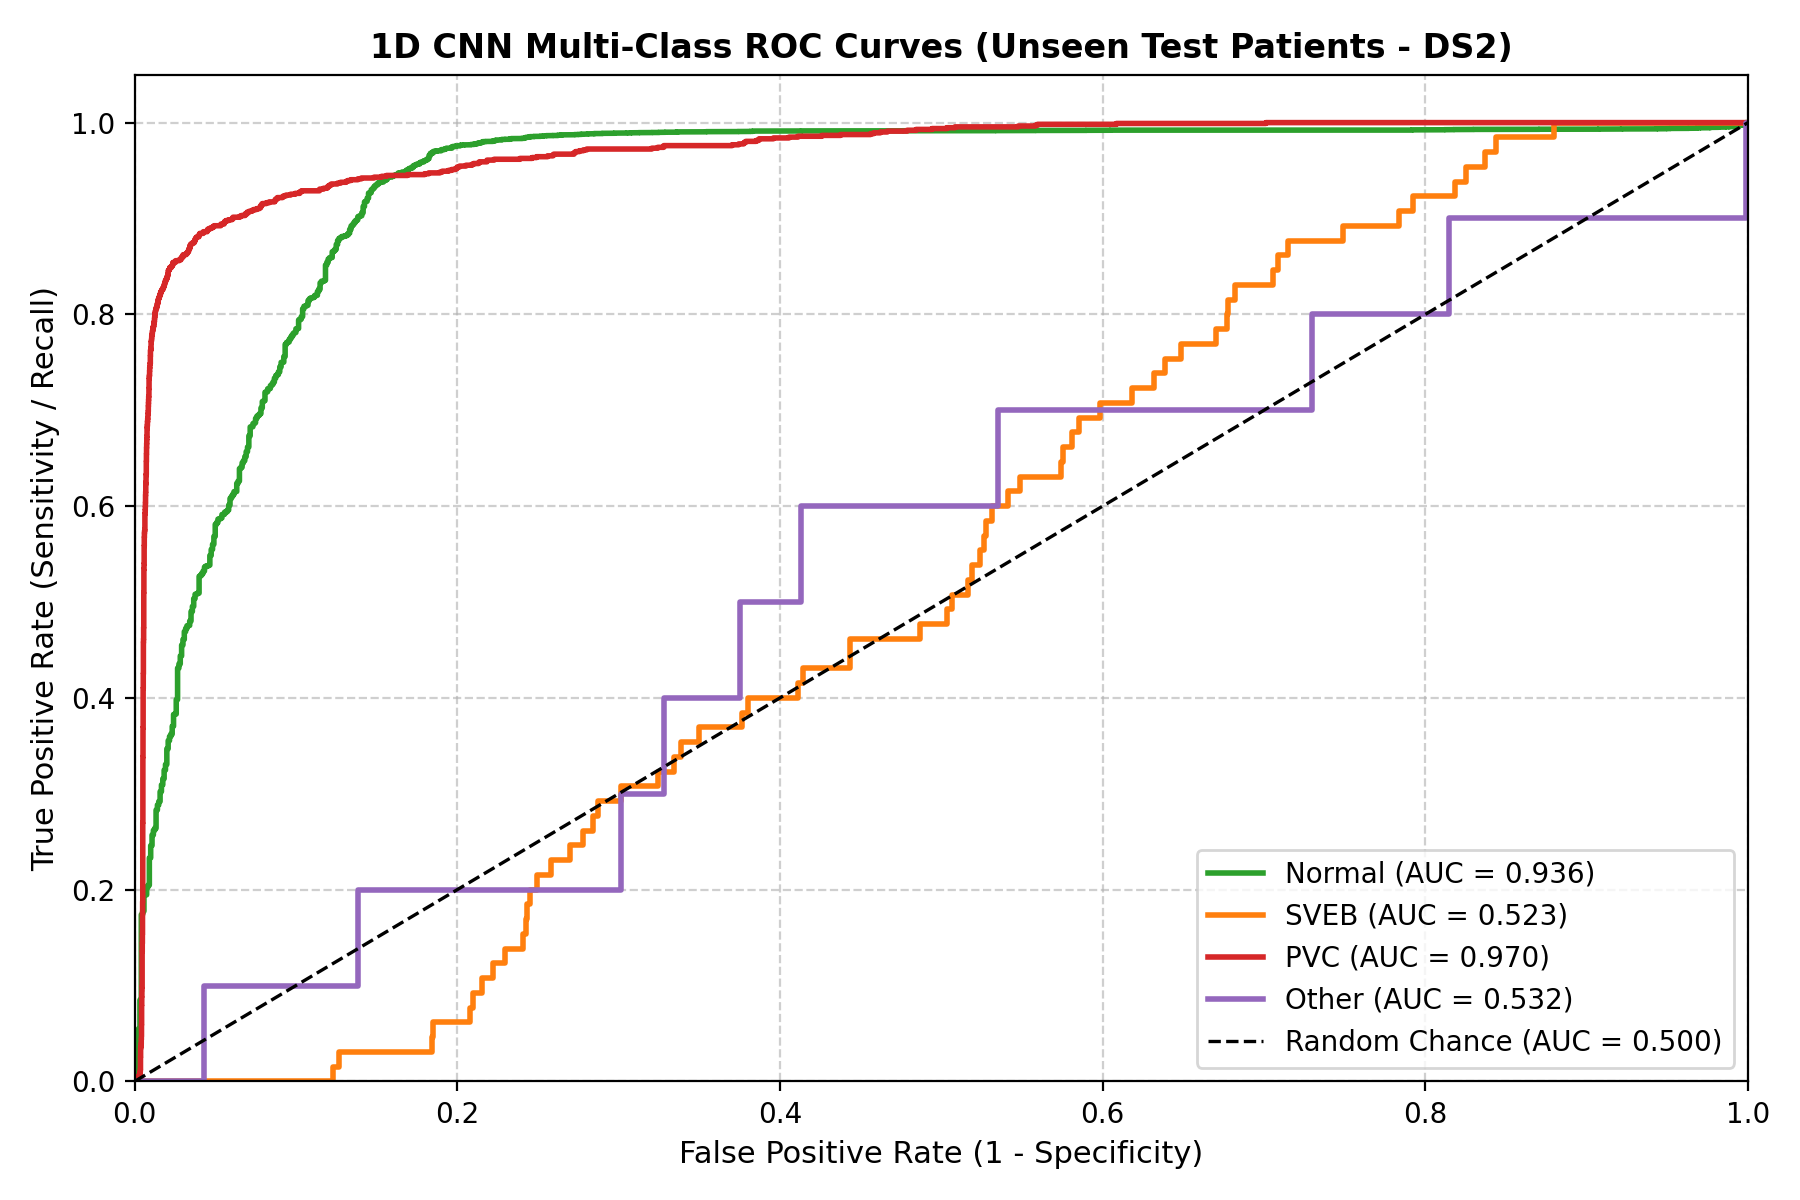 1D CNN Multi-Class ROC Curves (Unseen Test Patients - DS2)
True Positive Rate (Sensitivity / Recall)
1.0
0.8
0.6
0.4
0.2
0.0
0.0 0.2 0.4 0.6 0.8 1.0
False Positive Rate (1 - Specificity)
Normal (AUC = 0.936)
SVEB (AUC = 0.523)
PVC (AUC = 0.970)
Other (AUC = 0.532)
Random Chance (AUC = 0.500)